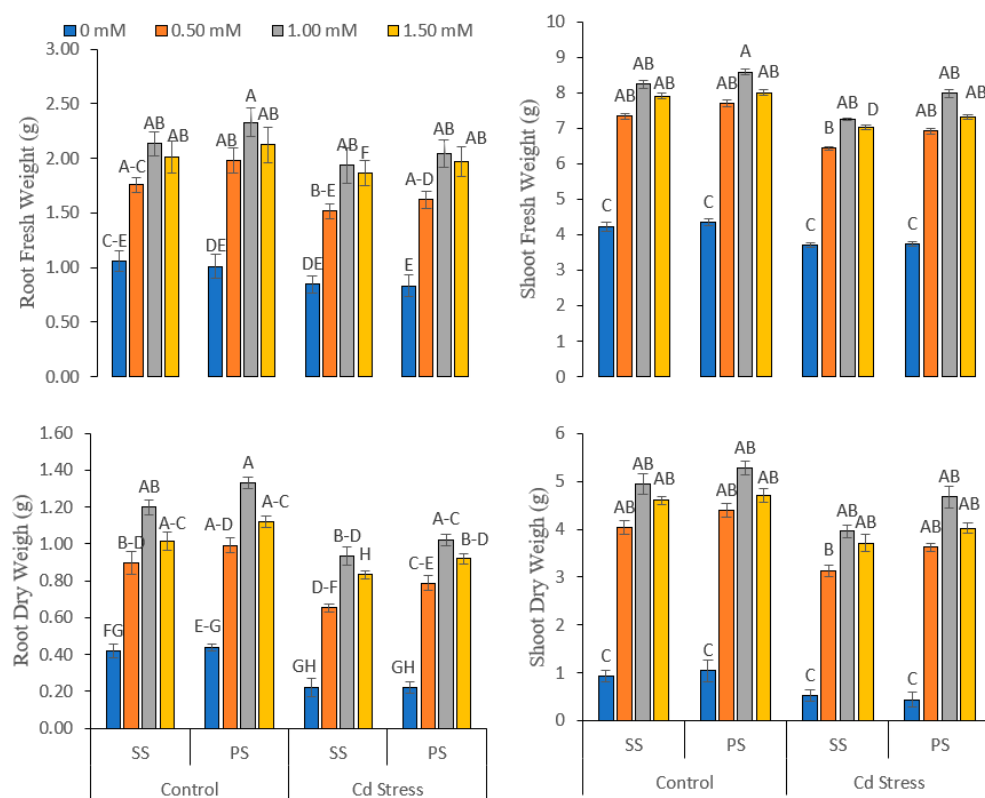 0 mM 0.50 mM 1.00 mM 1.50 mM
Root Fresh Weight (g)
3.00
2.50
2.00
1.50
1.00
0.50
0.00
C-E A-C AB AB
DE AB A AB
DE B-E AB F
E A-D AB AB
Shoot Fresh Weight (g)
10
9
8
7
6
5
4
3
2
1
0
C AB AB AB
C AB A AB
C B AB D
C AB AB AB
Root Dry Weigh (g)
1.60
1.40
1.20
1.00
0.80
0.60
0.40
0.20
0.00
FG B-D AB A-C
E-G A-D A A-C
GH D-F B-D H
GH C-E A-C B-D
SS PS SS PS
Control Cd Stress
Shoot Dry Weigh (g)
6
5
4
3
2
1
0
C AB AB AB
C AB AB AB
C B AB AB
C AB AB AB
SS PS SS PS
Control Cd Stress